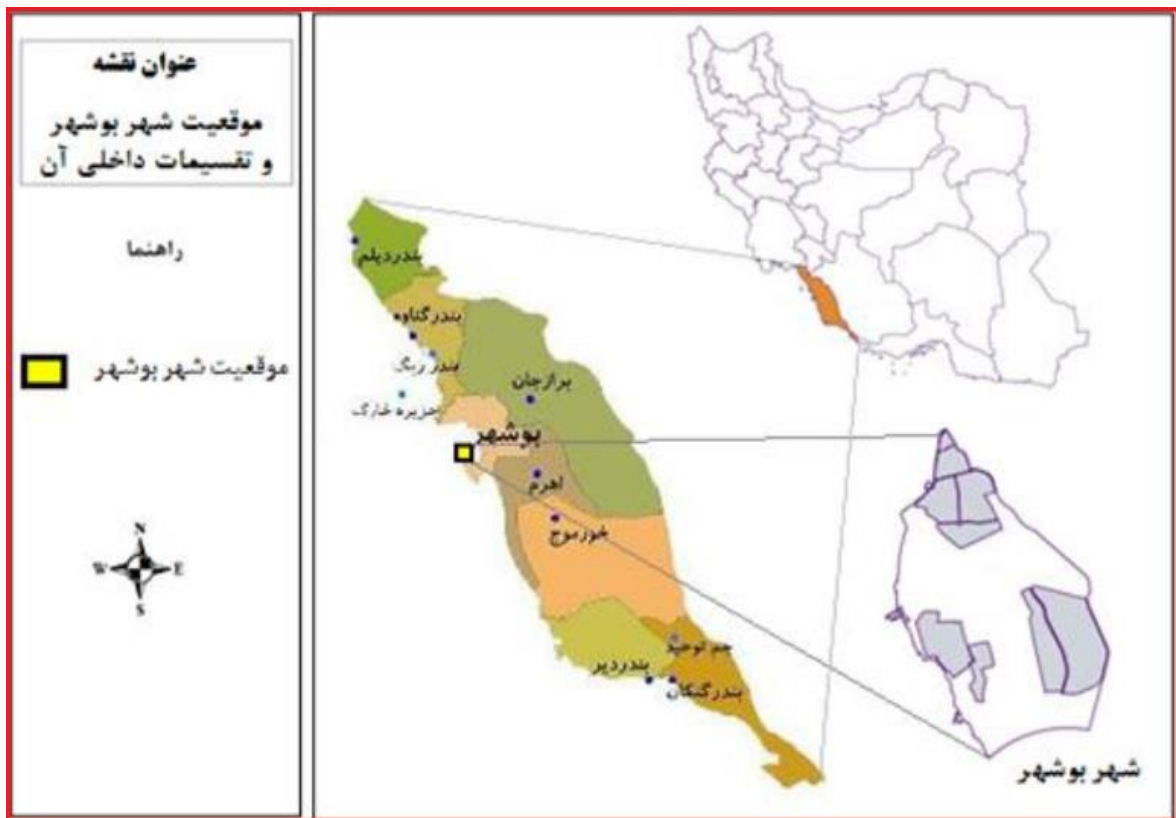 عنوان نقشه
موقعیت شهر بوشهر
و تقسیمات داخلی آن
راهنما
موقعیت شهر بوشهر
N
W E
S
بندردیلم
بندرگناوه
بندر ریگ
برازجان
جزیره خارگ
بوشهر
اهرم
خورموج
جم توحید
بندردیر
بندرگنگان
شهر بوشهر